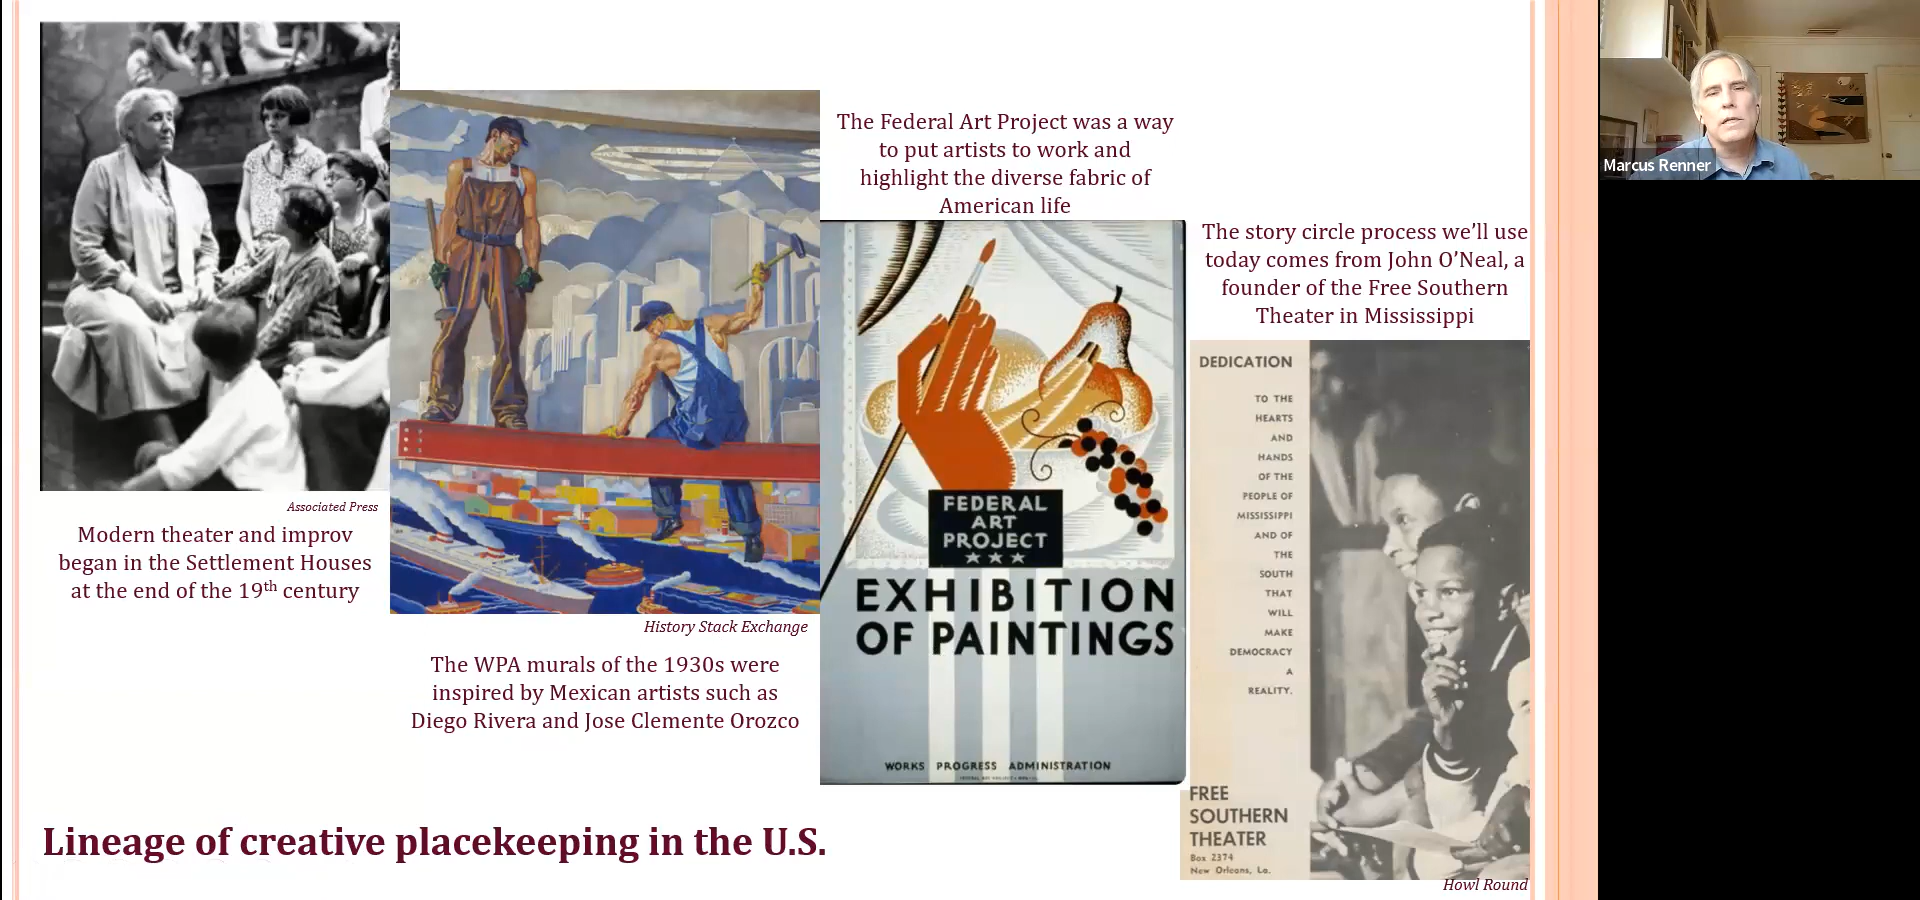 Associated Press
Modern theater and improv
began in the Settlement Houses
at the end of the 19th century
History Stack Exchange
The WPA murals of the 1930s were
inspired by Mexican artists such as
Diego Rivera and Jose Clemente Orozco
The Federal Art Project was a way
to put artists to work and
highlight the diverse fabric of
American life
FEDERAL
ART
PROJECT
EXHIBITION
OF PAINTINGS
WORKS PROGRESS ADMINISTRATION
The story circle process we’ll use
today comes from John O’Neal, a
founder of the Free Southern
Theater in Mississippi
DEDICATION
TO THE
HEARTS
AND
HANDS
OF THE
PEOPLE OF
MISSISSIPPI
AND OF
THE
SOUTH
THAT
WILL
MAKE
DEMOCRACY
A
REALITY.
FREE
SOUTHERN
THEATER
Box 2374
New Orleans, La.
Howl Round
Lineage of creative placekeeping in the U.S.
Marcus Renner